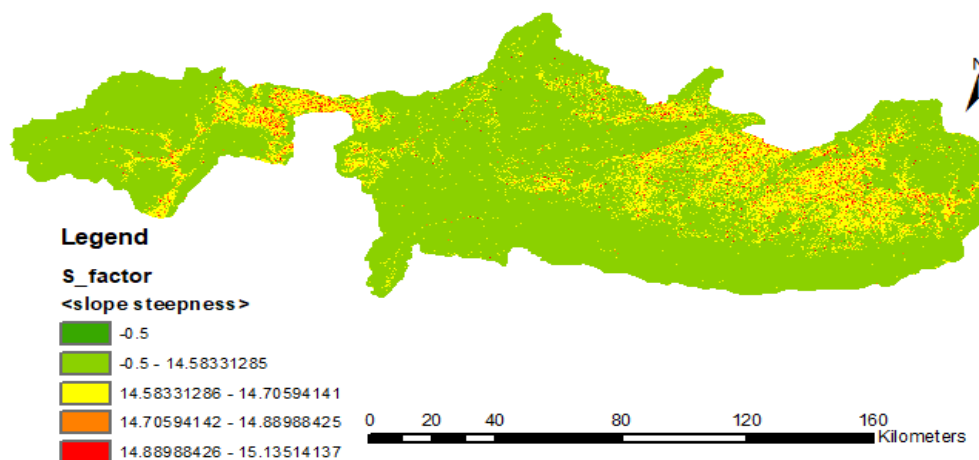 N
Legend
S_factor
<slope steepness>
-0.5
-0.5 - 14.58331285
14.58331286 - 14.70594141
14.70594142 - 14.88988425
14.88988426 - 15.13514137
0 20 40 80 120 160
Kilometers